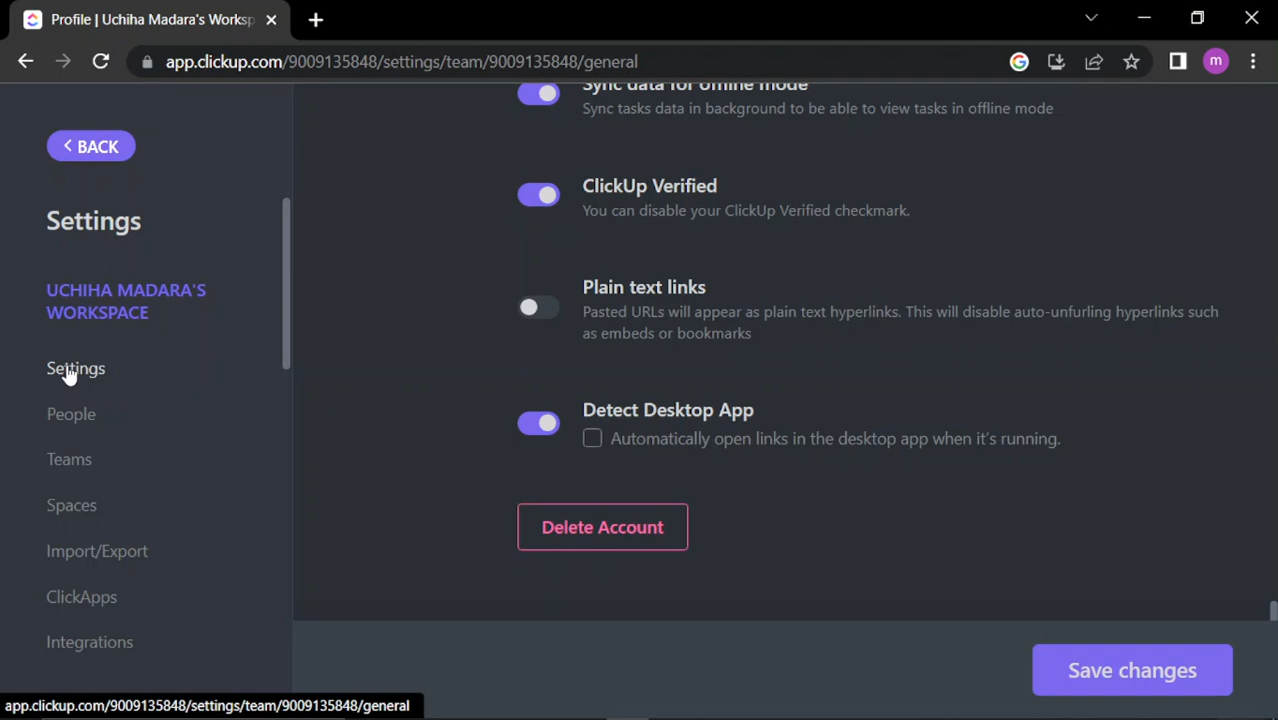 Profile | Uchiha Madara's Worksp
app.clickup.com/9009135848/settings/team/9009135848/general
m
BACK
Settings
UCHIHA MADARA'S
WORKSPACE
Settings
People
Teams
Spaces
Import/Export
ClickApps
Integrations
Sync data for offline mode
Sync tasks data in background to be able to view tasks in offline mode
ClickUp Verified
You can disable your ClickUp Verified checkmark.
Plain text links
Pasted URLs will appear as plain text hyperlinks. This will disable auto-unfurling hyperlinks such
as embeds or bookmarks
Detect Desktop App
Automatically open links in the desktop app when it's running.
Delete Account
Save changes
app.clickup.com/9009135848/settings/team/9009135848/general